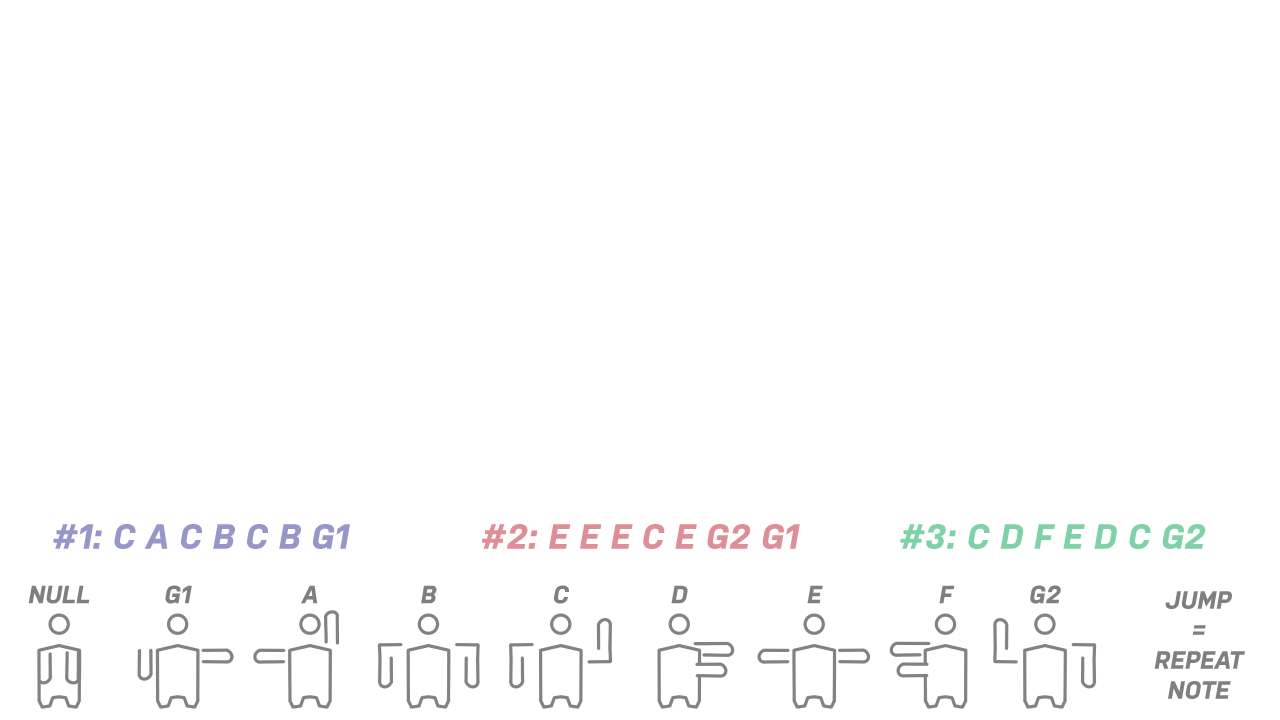 #1: C A C B C B G1
#2: E E E C E G2 G1
#3: C D F E D C G2
NULL
G1
A
B
C
D
E
F
G2
JUMP
=
REPEAT
NOTE